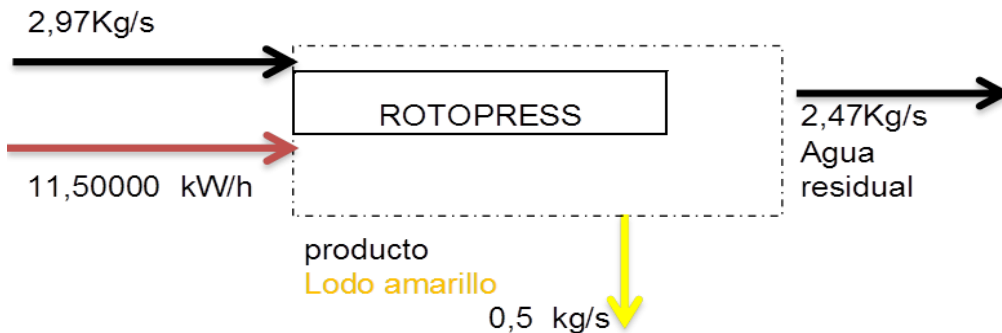 2,97Kg/s
ROTOPRESS
11,50000 kW/h
2,47Kg/s
Agua
residual
producto
Lodo amarillo
0,5 kg/s